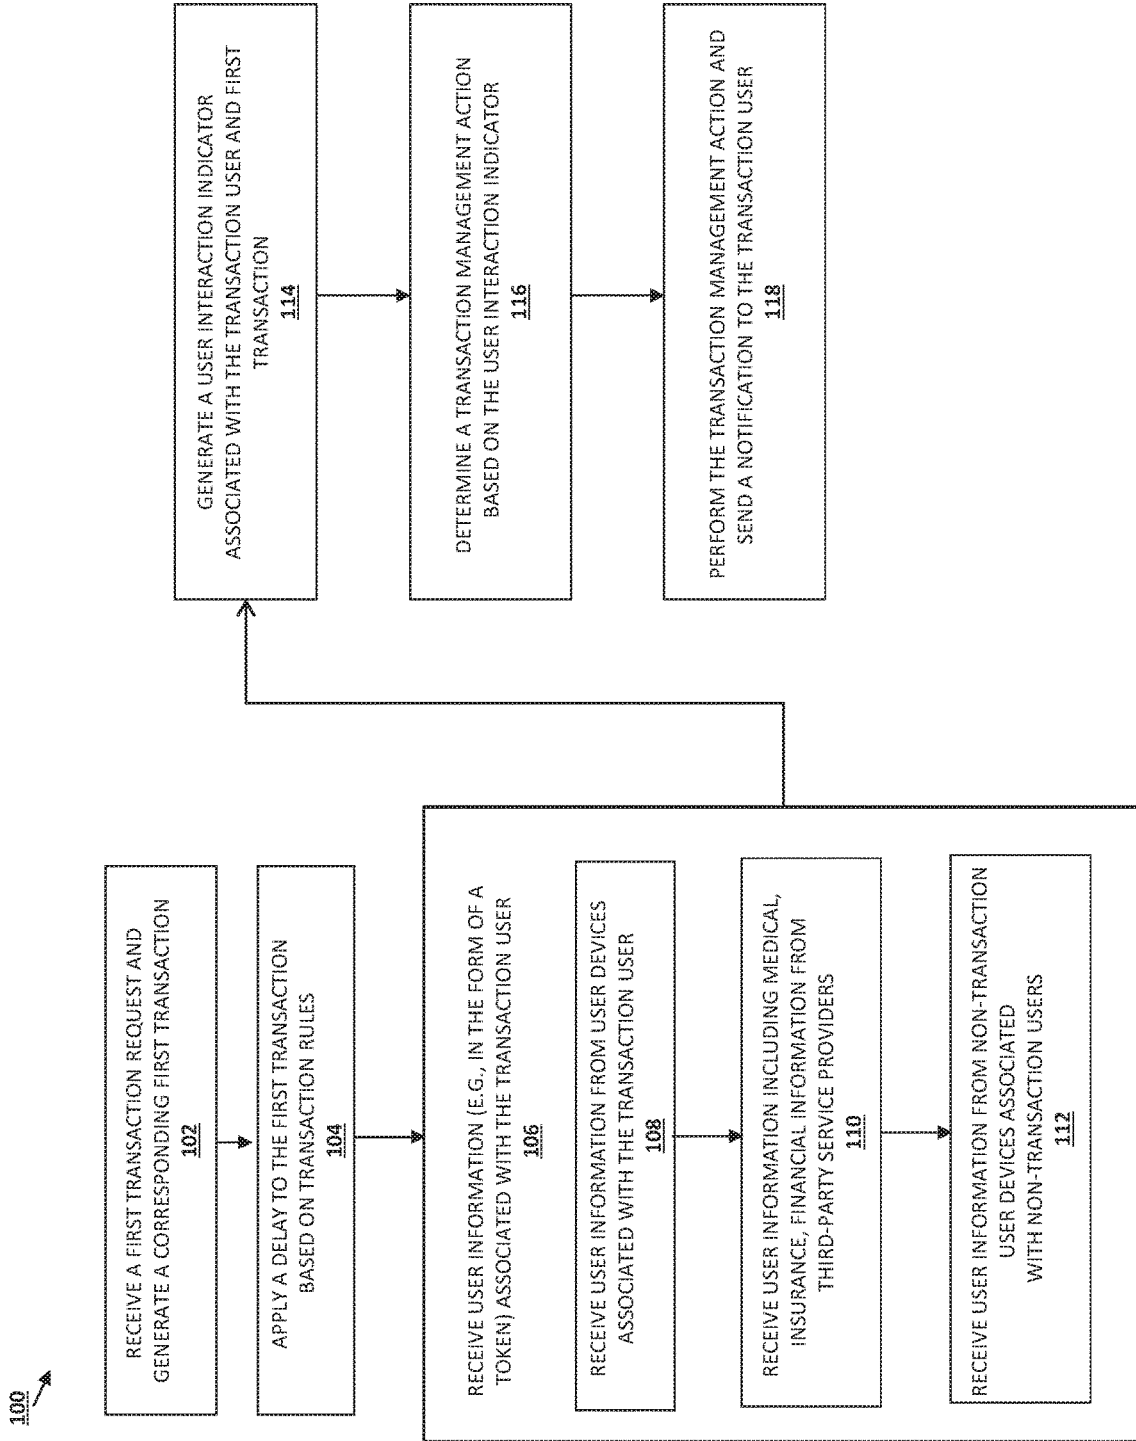 100
RECEIVE A FIRST TRANSACTION REQUEST AND
GENERATE A CORRESPONDING FIRST TRANSACTION
102
APPLY A DELAY TO THE FIRST TRANSACTION
BASED ON TRANSACTION RULES
104
RECEIVE USER INFORMATION (E.G., IN THE FORM OF A
TOKEN) ASSOCIATED WITH THE TRANSACTION USER
106
RECEIVE USER INFORMATION FROM USER DEVICES
ASSOCIATED WITH THE TRANSACTION USER
108
RECEIVE USER INFORMATION INCLUDING MEDICAL,
INSURANCE, FINANCIAL INFORMATION FROM
THIRD-PARTY SERVICE PROVIDERS
110
RECEIVE USER INFORMATION FROM NON-TRANSACTION
USER DEVICES ASSOCIATED
WITH NON-TRANSACTION USERS
112
GENERATE A USER INTERACTION INDICATOR
ASSOCIATED WITH THE TRANSACTION USER AND FIRST
TRANSACTION
114
DETERMINE A TRANSACTION MANAGEMENT ACTION
BASED ON THE USER INTERACTION INDICATOR
116
PERFORM THE TRANSACTION MANAGEMENT ACTION AND
SEND A NOTIFICATION TO THE TRANSACTION USER
118